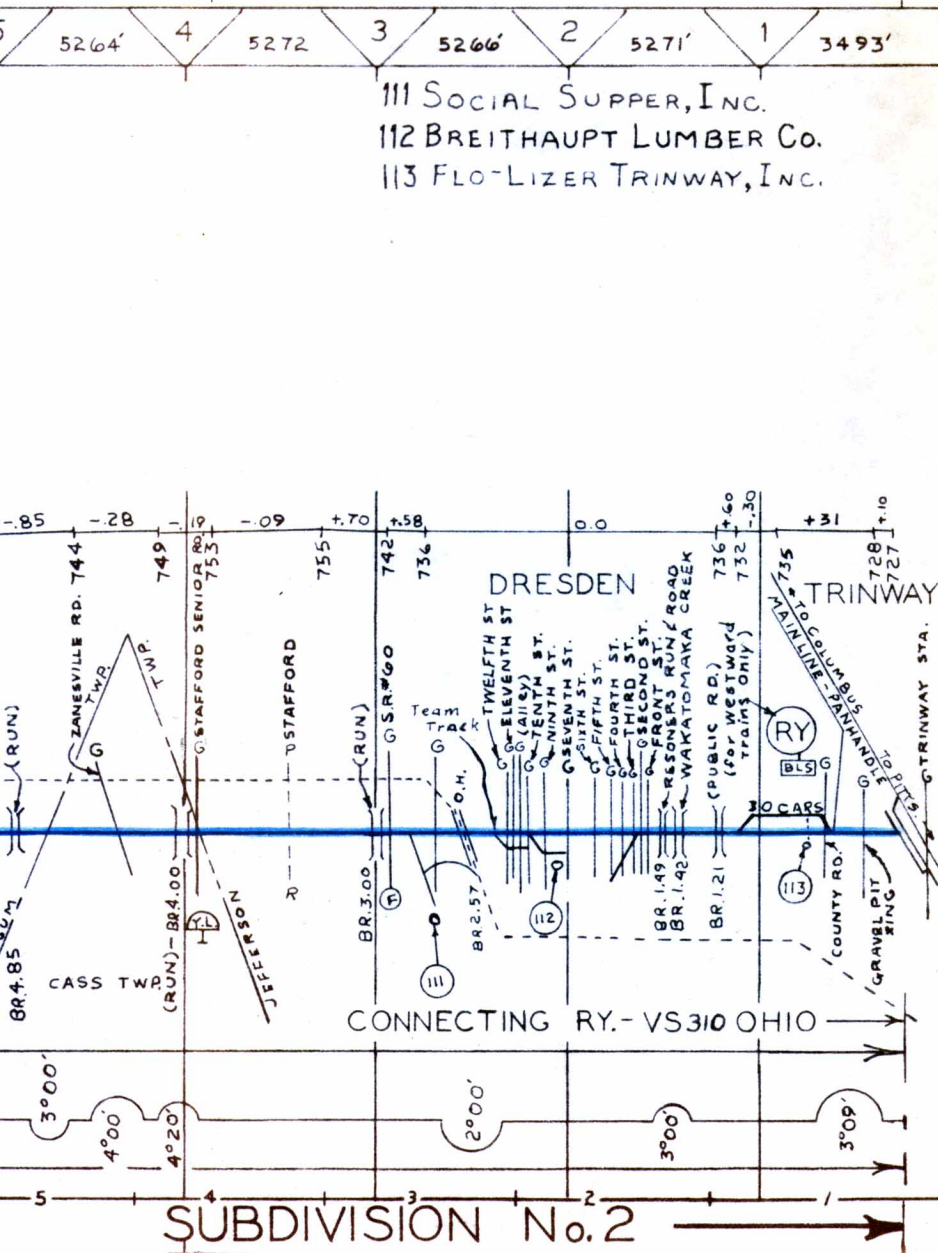 5264' 4 5272 3 5266' 2 5271' 1 3493'
111 SOCIAL SUPPER, INC.
112 BREITHAUPT LUMBER CO.
113 FLO-LIZER TRINWAY, INC.
-.85 -.28 -.19 -.09 +.70 +.58 0.0 +.60 -.30 +31 +.10
744 749 753 755 742 736 736 732 735 728 727
DRESDEN
TRINWAY
(RUN)
ZANESVILLE RD.
TWP.
TWP.
G
STAFFORD SENIOR RD.
G
P STAFFORD
R
(RUN)
S.R. #60
G
G
Team
Track
O.H.
TWELFTH ST
ELEVENTH ST
(Alley)
TENTH ST.
NINTH ST.
SEVENTH ST.
SIXTH ST.
FIFTH ST.
FOURTH ST.
THIRD ST.
SECOND ST.
FRONT ST.
RESONERS RUN & ROAD
WAKATOMAKA CREEK
(PUBLIC RD.)
(for Westward
trains only)
RY
BLS
G
30 CARS
TO COLUMBUS
MAINLINE - PANHANDLE
TO PITTS.
G
G TRINWAY STA.
BR. 4.85
CASS TWP.
(RUN) - BR. 4.00
Y.L.
JEFFERSON
BR. 3.00
F
111
BR. 2.57
112
BR. 1.49
BR. 1.42
BR. 1.21
113
COUNTY RD.
GRAVEL PIT
XING
CONNECTING RY. - VS310 OHIO
3°00' 4°00' 4°20' 2°00' 3°00' 3°09'
5 4 3 2 1
SUBDIVISION No. 2